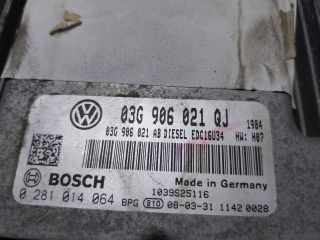 03G 906 021 QJ
03G 906 021 AB DIESEL EDC16U34
1984
HW: H07
BOSCH
Made in Germany
1039S25116
0 281 014 064 BPG 810 08-03-31 1142 0028